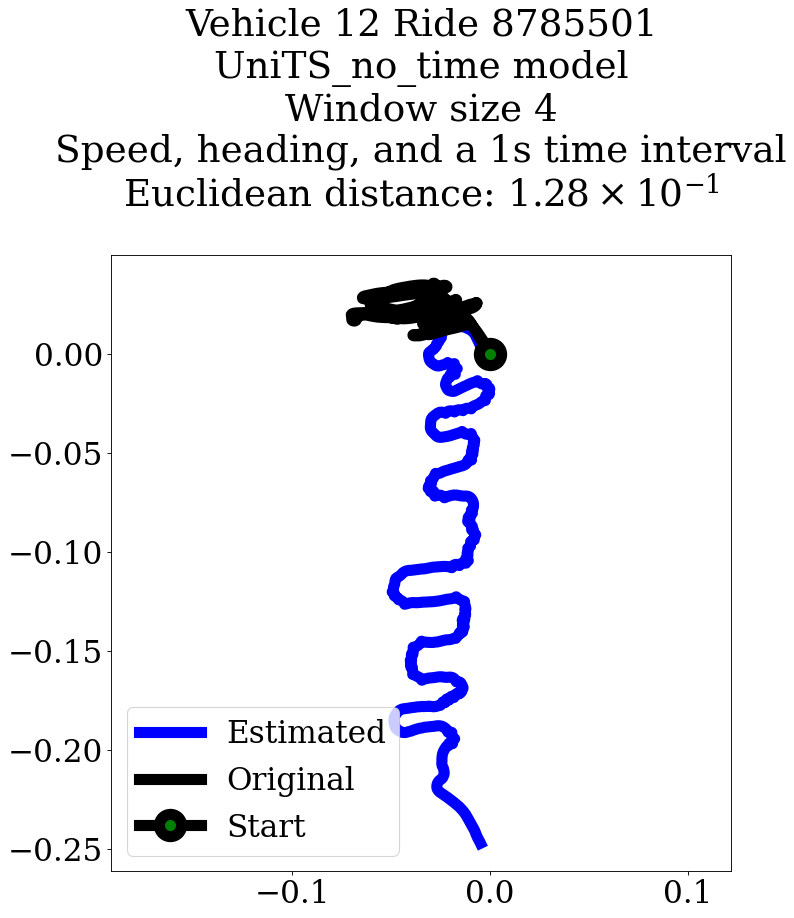 Vehicle 12 Ride 8785501
UniTS_no_time model
Window size 4
Speed, heading, and a 1s time interval
Euclidean distance: 1.28 × 10⁻¹
0.00
−0.05
−0.10
−0.15
−0.20
−0.25
Estimated
Original
Start
−0.1
0.0
0.1